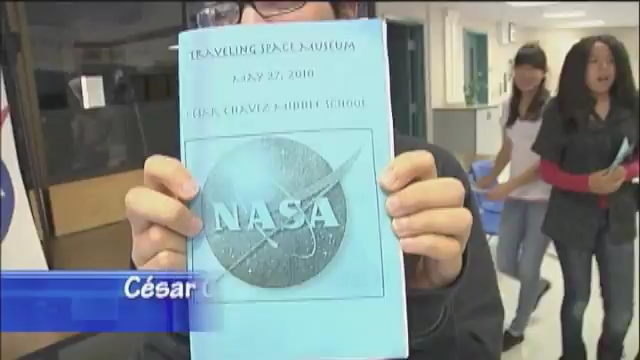 TRAVELING SPACE MUSEUM
MAY 27, 2010
CESAR CHAVEZ MIDDLE SCHOOL
NASA
César